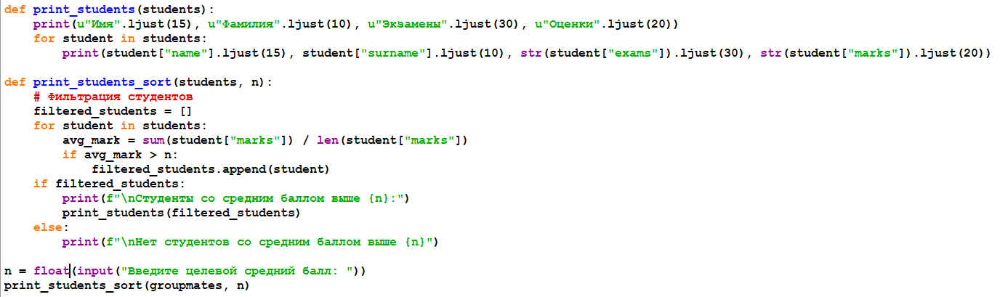 def print_students(students):
    print(u"Имя".ljust(15), u"Фамилия".ljust(10), u"Экзамены".ljust(30), u"Оценки".ljust(20))
    for student in students:
        print(student["name"].ljust(15), student["surname"].ljust(10), str(student["exams"]).ljust(30), str(student["marks"]).ljust(20))

def print_students_sort(students, n):
    # Фильтрация студентов
    filtered_students = []
    for student in students:
        avg_mark = sum(student["marks"]) / len(student["marks"])
        if avg_mark > n:
            filtered_students.append(student)
    if filtered_students:
        print(f"\nСтуденты со средним баллом выше {n}:")
        print_students(filtered_students)
    else:
        print(f"\nНет студентов со средним баллом выше {n}")

n = float(input("Введите целевой средний балл: "))
print_students_sort(groupmates, n)